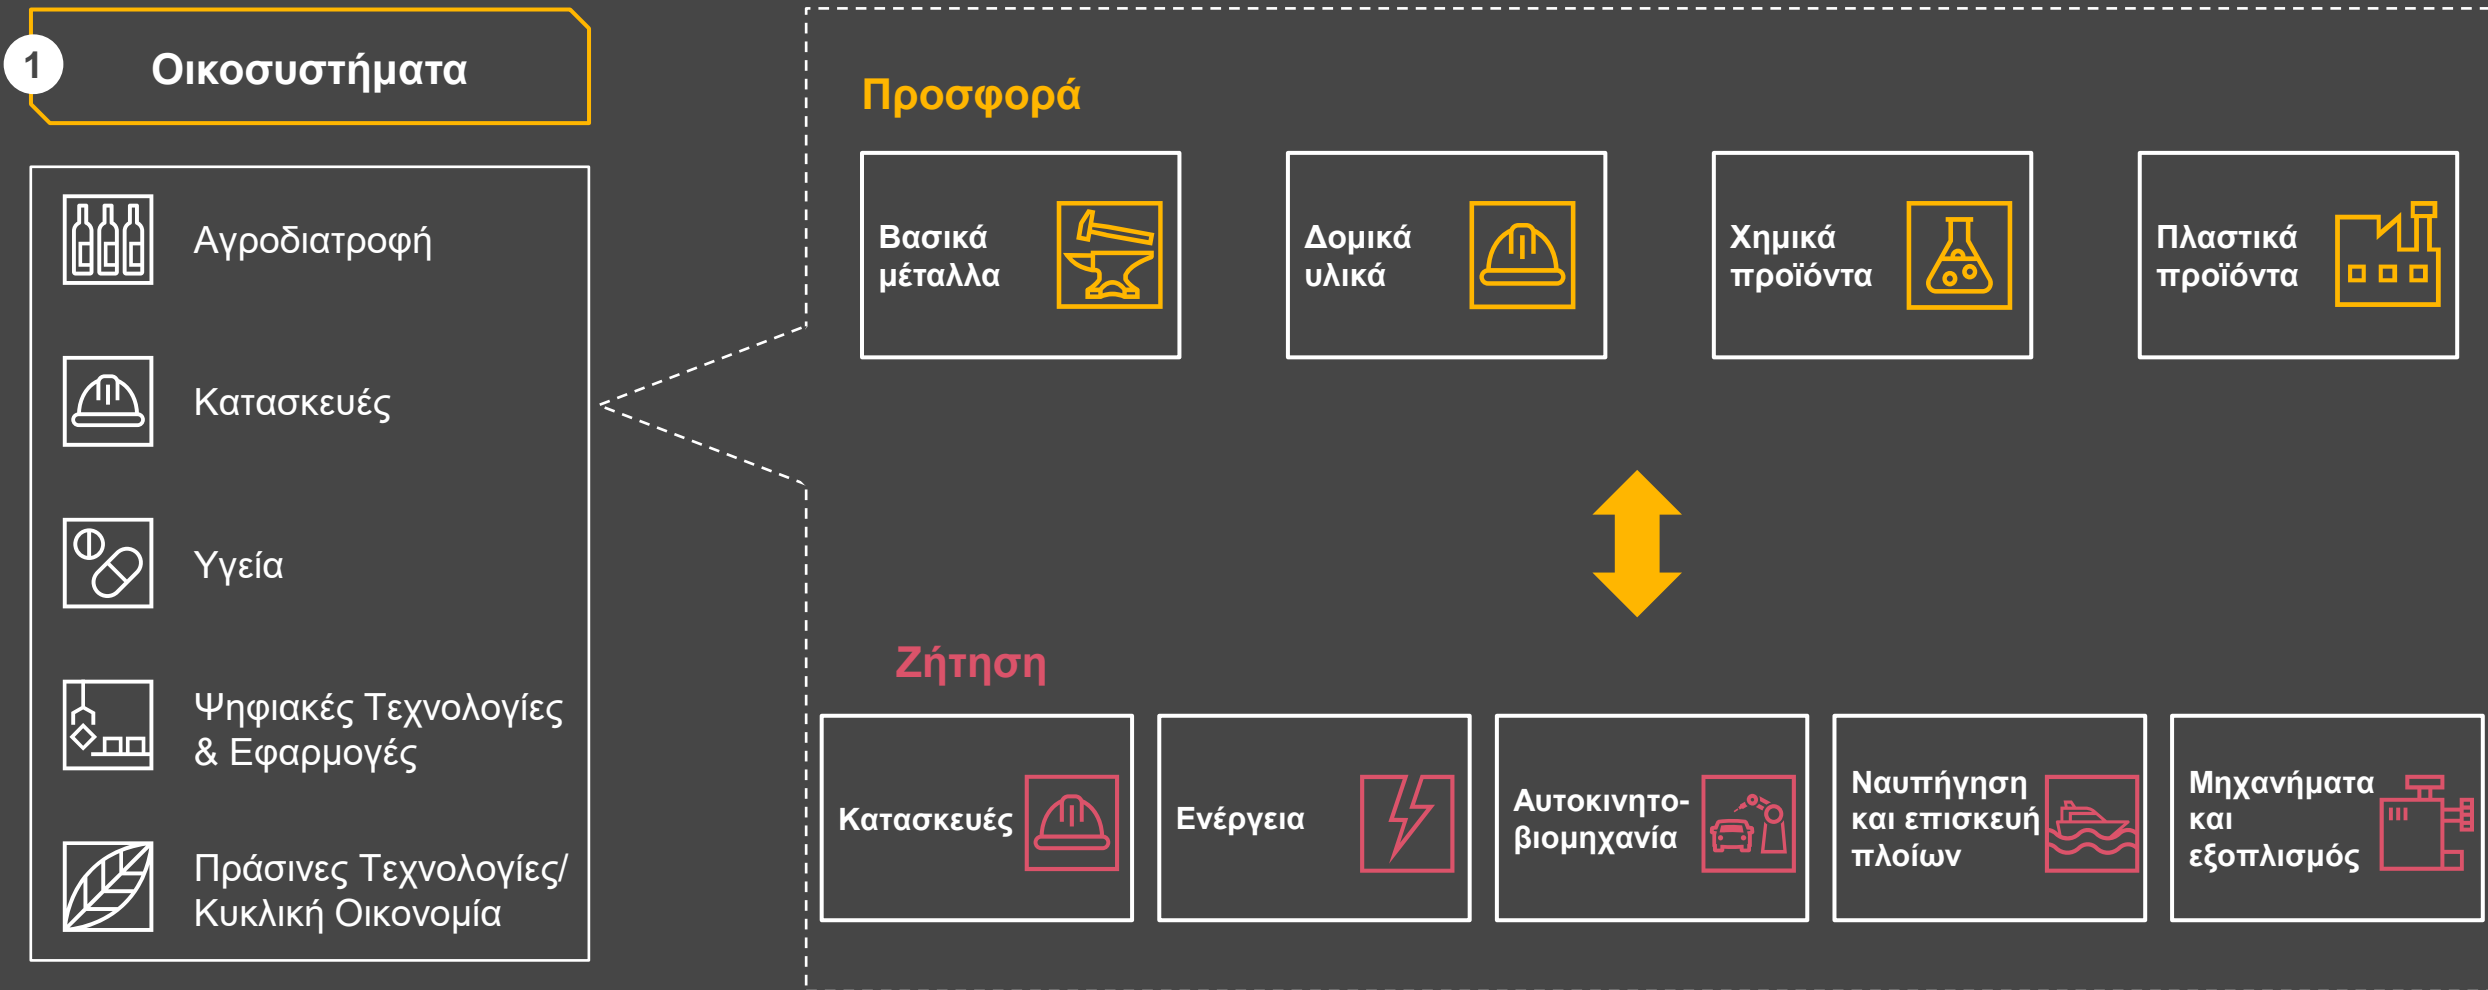 1
Οικοσυστήματα
Αγροδιατροφή
Κατασκευές
Υγεία
Ψηφιακές Τεχνολογίες
& Εφαρμογές
Πράσινες Τεχνολογίες/
Κυκλική Οικονομία
Προσφορά
Βασικά
μέταλλα
Δομικά
υλικά
Χημικά
προϊόντα
Πλαστικά
προϊόντα
Ζήτηση
Κατασκευές
Ενέργεια
Αυτοκινητο-
βιομηχανία
Ναυπήγηση
και επισκευή
πλοίων
Μηχανήματα
και
εξοπλισμός